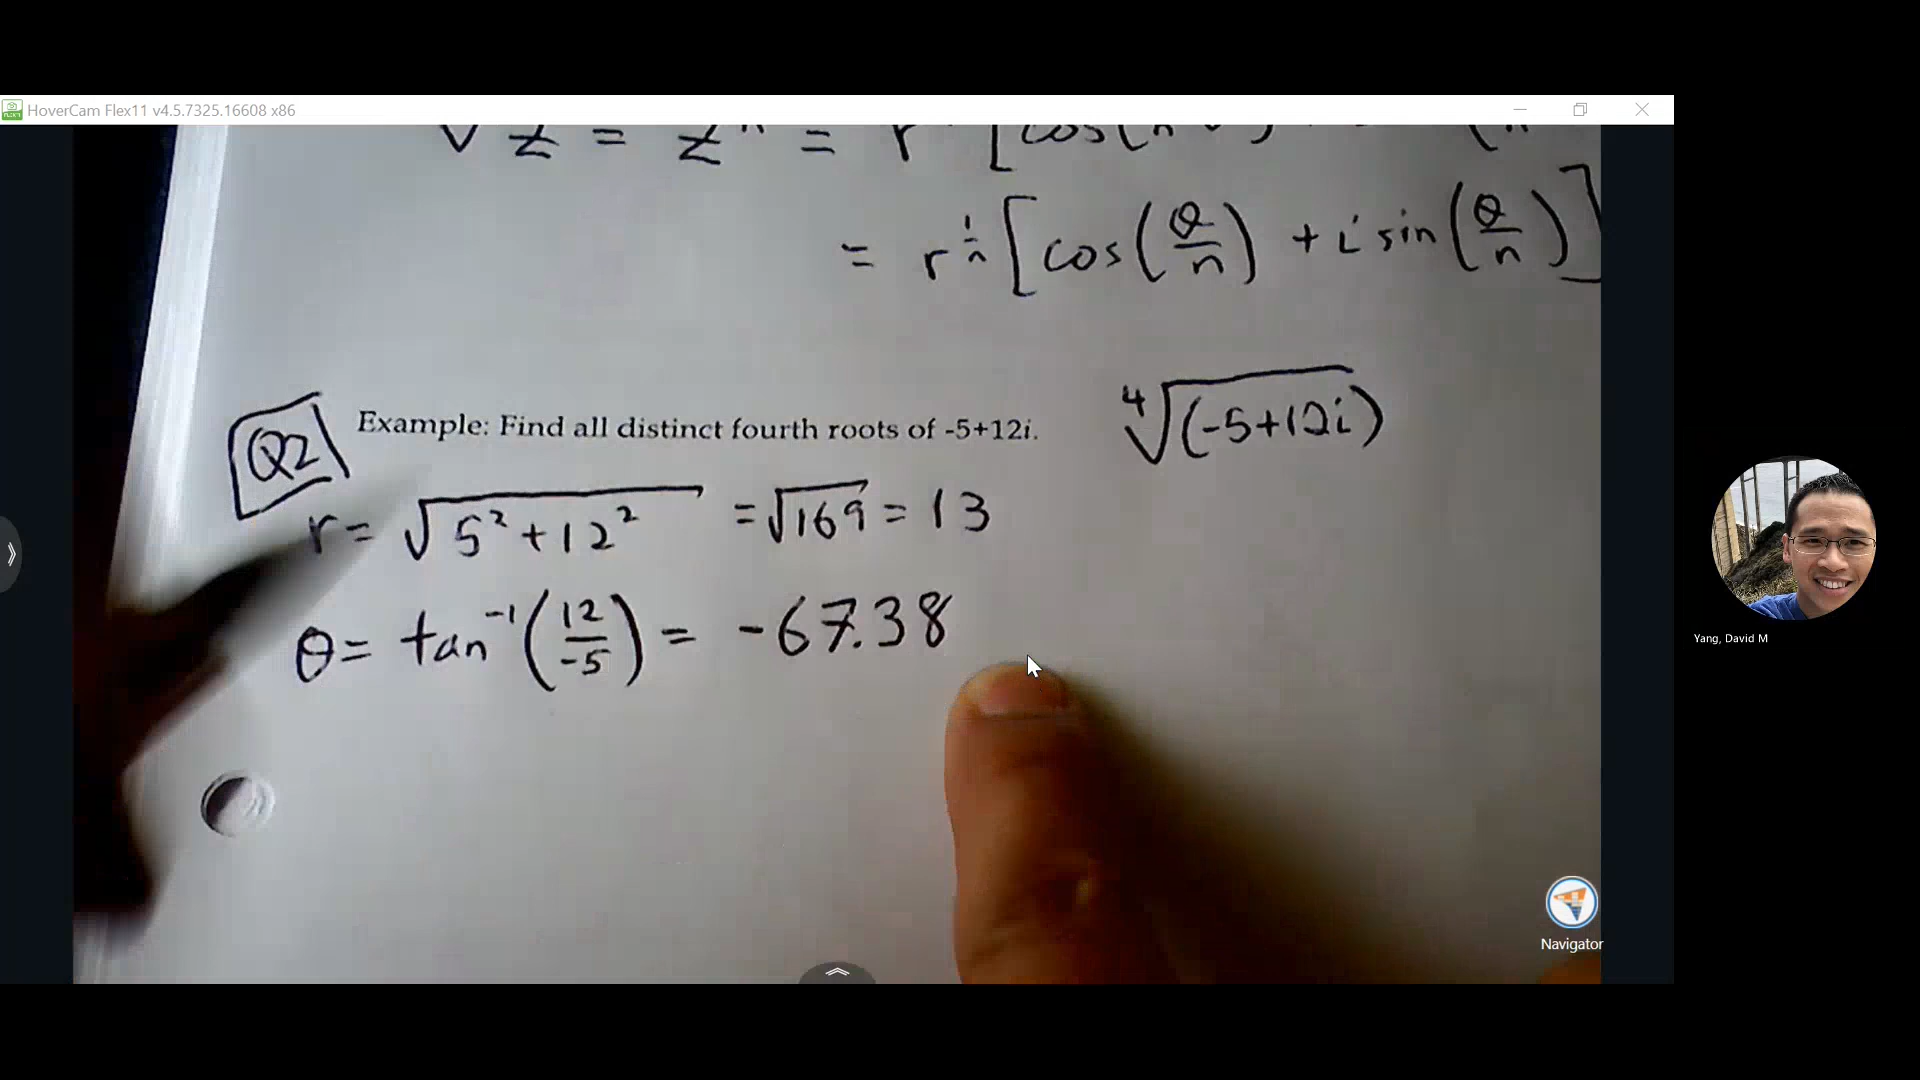 HoverCam Flex11 v4.5.7325.16608 x86
= r^{1/n} [cos(θ/n) + i sin(θ/n)]
Q2 Example: Find all distinct fourth roots of -5+12i. ∜(-5+12i)
r = √(5² + 12²) = √169 = 13
θ = tan⁻¹(12/-5) = -67.38
Yang, David M
Navigator